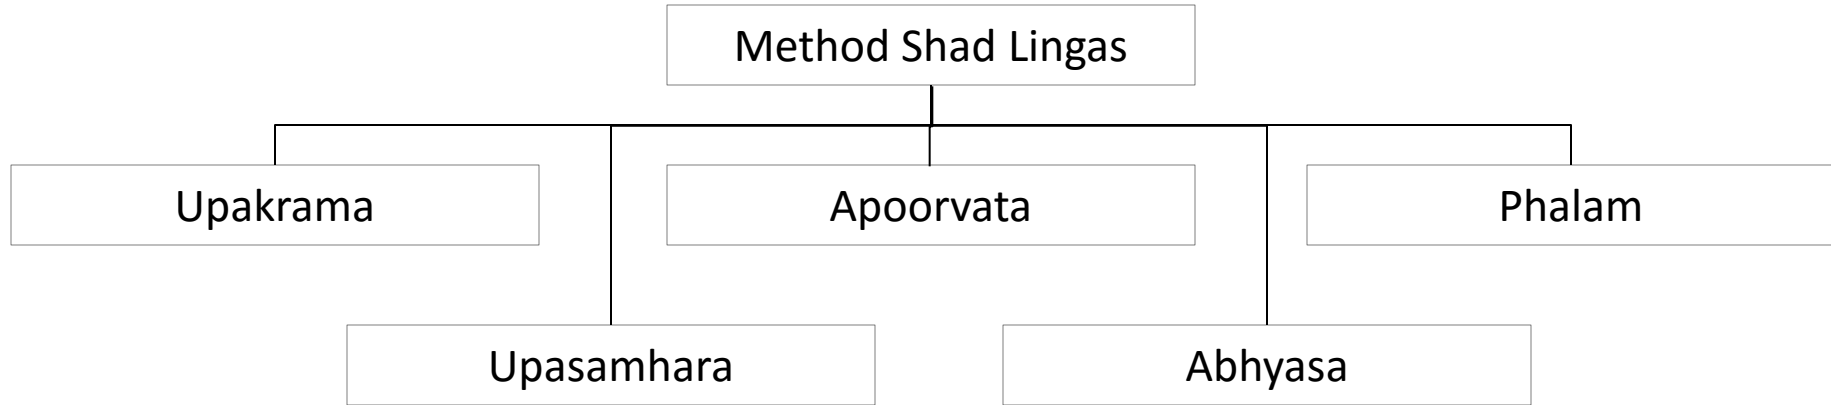 Method Shad Lingas
Upakrama
Apoorvata
Phalam
Upasamhara
Abhyasa